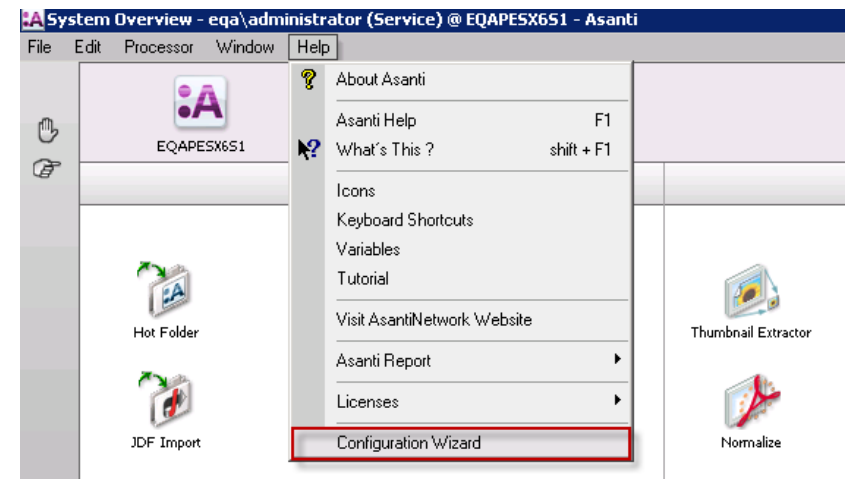 :A System Overview - eqa\administrator (Service) @ EQAPESX6S1 - Asanti
File Edit Processor Window Help
:A
EQAPESX6S1
? About Asanti
Asanti Help F1
? What´s This ? shift + F1
Icons
Keyboard Shortcuts
Variables
Tutorial
Visit AsantiNetwork Website
Asanti Report
Licenses
Configuration Wizard
:A
Hot Folder
Thumbnail Extractor
JDF Import
Normalize